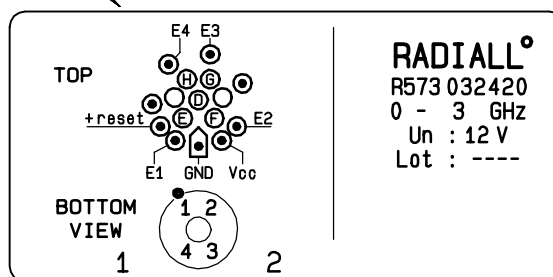 E4 E3
TOP
H G
D
E F
+reset E2
E1 GND Vcc
BOTTOM
VIEW
1 2
4 3
1 2
RADIALL°
R573 032420
0 - 3 GHz
Un : 12 V
Lot : ----